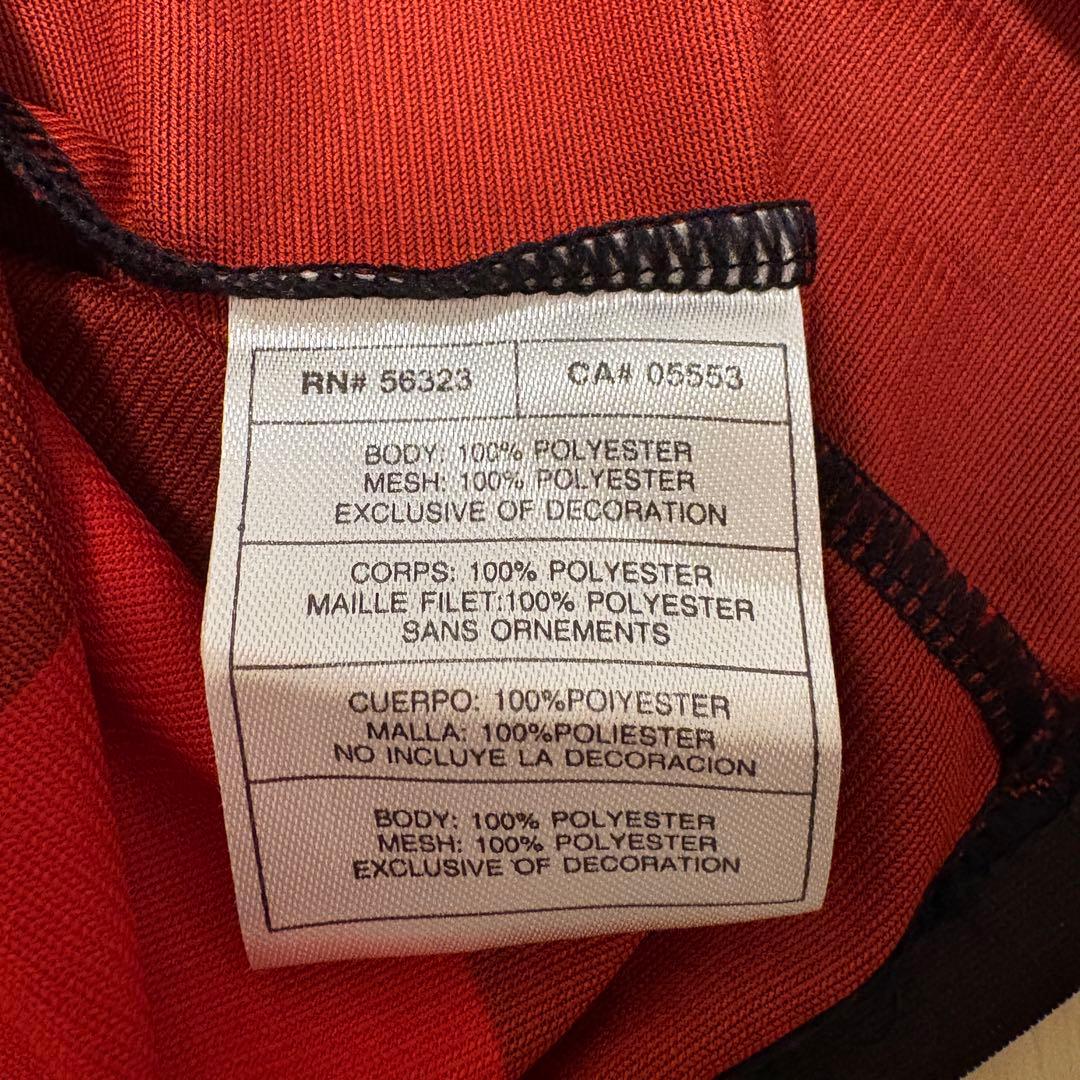 RN# 56323 CA# 05553
BODY: 100% POLYESTER
MESH: 100% POLYESTER
EXCLUSIVE OF DECORATION
CORPS: 100% POLYESTER
MAILLE FILET:100% POLYESTER
SANS ORNEMENTS
CUERPO: 100%POIYESTER
MALLA: 100%POLIESTER
NO INCLUYE LA DECORACION
BODY: 100% POLYESTER
MESH: 100% POLYESTER
EXCLUSIVE OF DECORATION